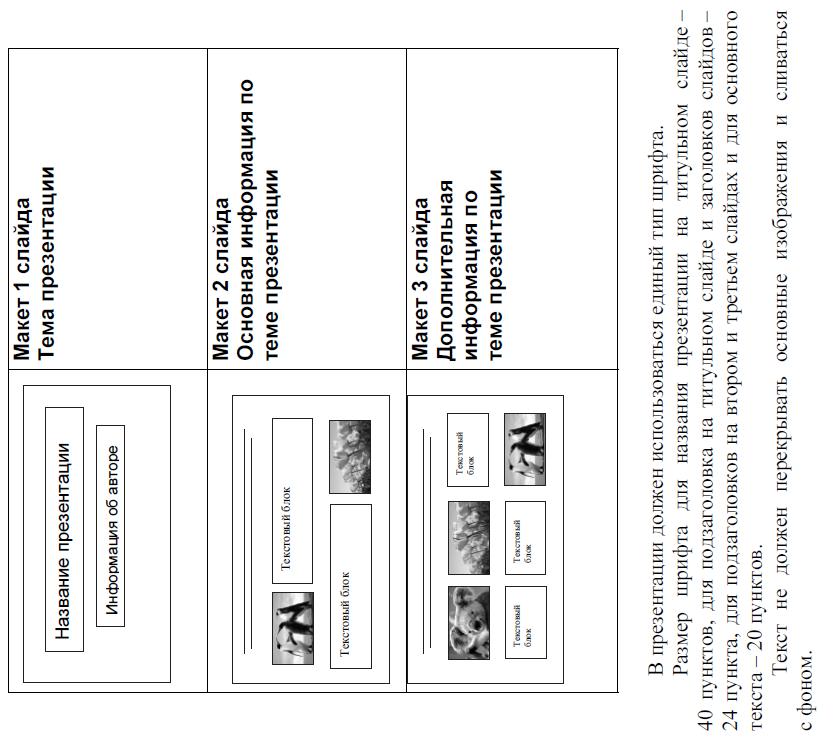 Название презентации
Информация об авторе
Макет 1 слайда
Тема презентации
Текстовый блок
Текстовый блок
Макет 2 слайда
Основная информация по
теме презентации
Текстовый
блок
Текстовый
блок
Текстовый
блок
Макет 3 слайда
Дополнительная
информация по
теме презентации
В презентации должен использоваться единый тип шрифта.
Размер шрифта для названия презентации на титульном слайде –
40 пунктов, для подзаголовка на титульном слайде и заголовков слайдов –
24 пункта, для подзаголовков на втором и третьем слайдах и для основного
текста – 20 пунктов.
Текст не должен перекрывать основные изображения и сливаться
с фоном.